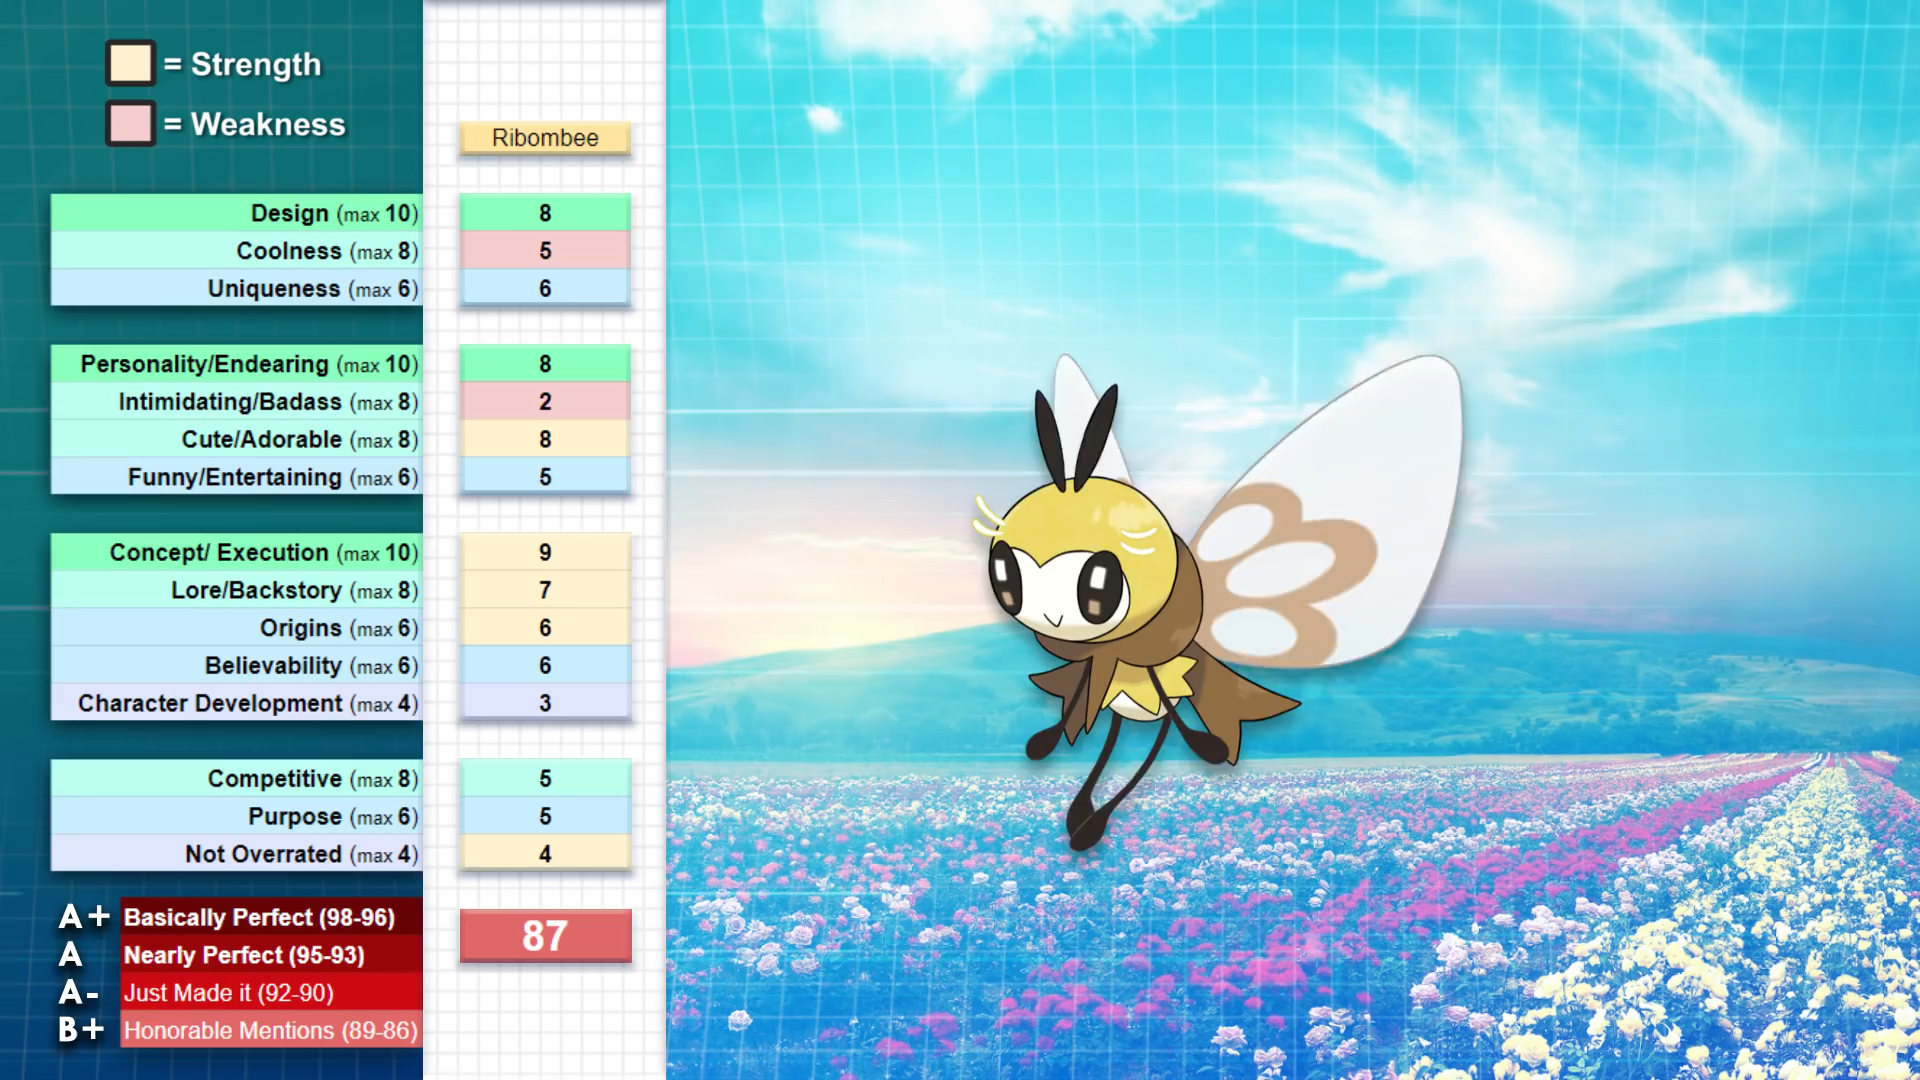 = Strength
= Weakness
Ribombee
Design (max 10) 8
Coolness (max 8) 5
Uniqueness (max 6) 6
Personality/Endearing (max 10) 8
Intimidating/Badass (max 8) 2
Cute/Adorable (max 8) 8
Funny/Entertaining (max 6) 5
Concept/ Execution (max 10) 9
Lore/Backstory (max 8) 7
Origins (max 6) 6
Believability (max 6) 6
Character Development (max 4) 3
Competitive (max 8) 5
Purpose (max 6) 5
Not Overrated (max 4) 4
A+ Basically Perfect (98-96)
87
A Nearly Perfect (95-93)
A- Just Made it (92-90)
B+ Honorable Mentions (89-86)